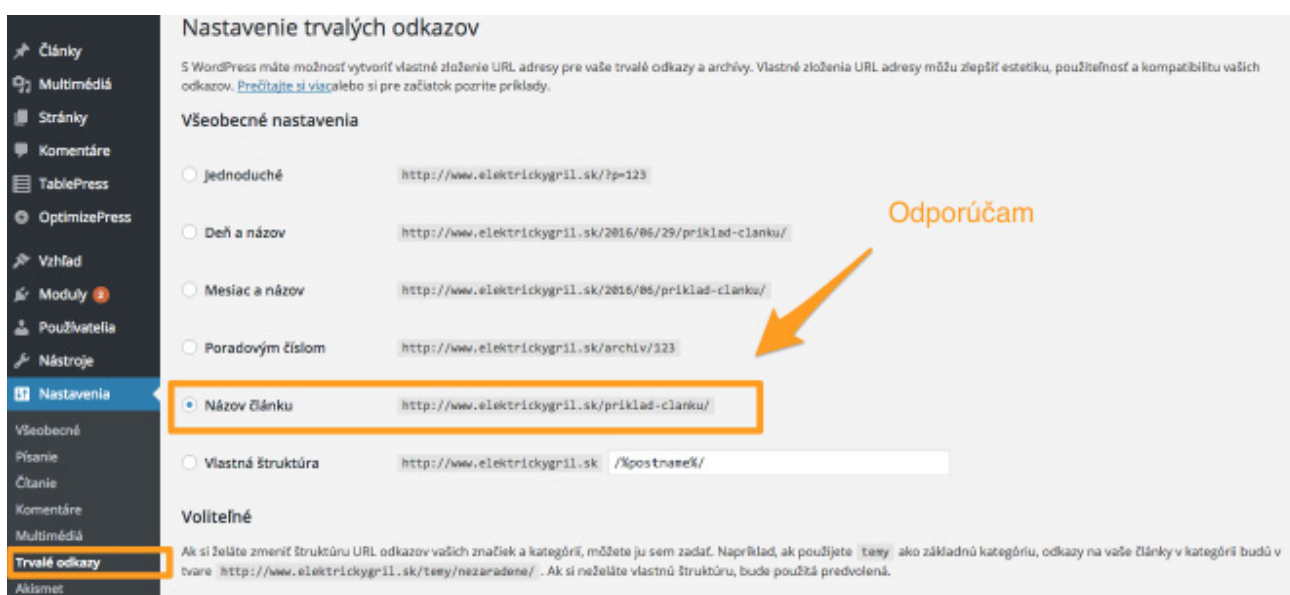 Nastavenie trvalých odkazov
S WordPress máte možnosť vytvoriť vlastné zloženie URL adresy pre vaše trvalé odkazy a archívy. Vlastné zloženia URL adresy môžu zlepšiť estetiku, použiteľnosť a kompatibilitu vašich
odkazov. Prečítajte si viacalebo si pre začiatok pozrite príklady.
Všeobecné nastavenia
Jednoduché http://www.elektrickygril.sk/?p=123
Odporúčam
Deň a názov http://www.elektrickygril.sk/2016/06/29/priklad-clanku/
Mesiac a názov http://www.elektrickygril.sk/2016/06/priklad-clanku/
Poradovým číslom http://www.elektrickygril.sk/archiv/123
Názov článku http://www.elektrickygril.sk/priklad-clanku/
Vlastná štruktúra http://www.elektrickygril.sk /%postname%/
Voliteľné
Ak si želáte zmeniť štruktúru URL odkazov vašich značiek a kategórií, môžete ju sem zadať. Napríklad, ak použijete temy ako základnú kategóriu, odkazy na vaše články v kategórii budú v
tvare http://www.elektrickygril.sk/temy/nezaradene/ . Ak si neželáte vlastnú štruktúru, bude použitá predvolená.
Články
Multimédiá
Stránky
Komentáre
TablePress
OptimizePress
Vzhľad
Moduly 2
Používatelia
Nástroje
Nastavenia
Všeobecné
Písanie
Čítanie
Komentáre
Multimédiá
Trvalé odkazy
Akismet